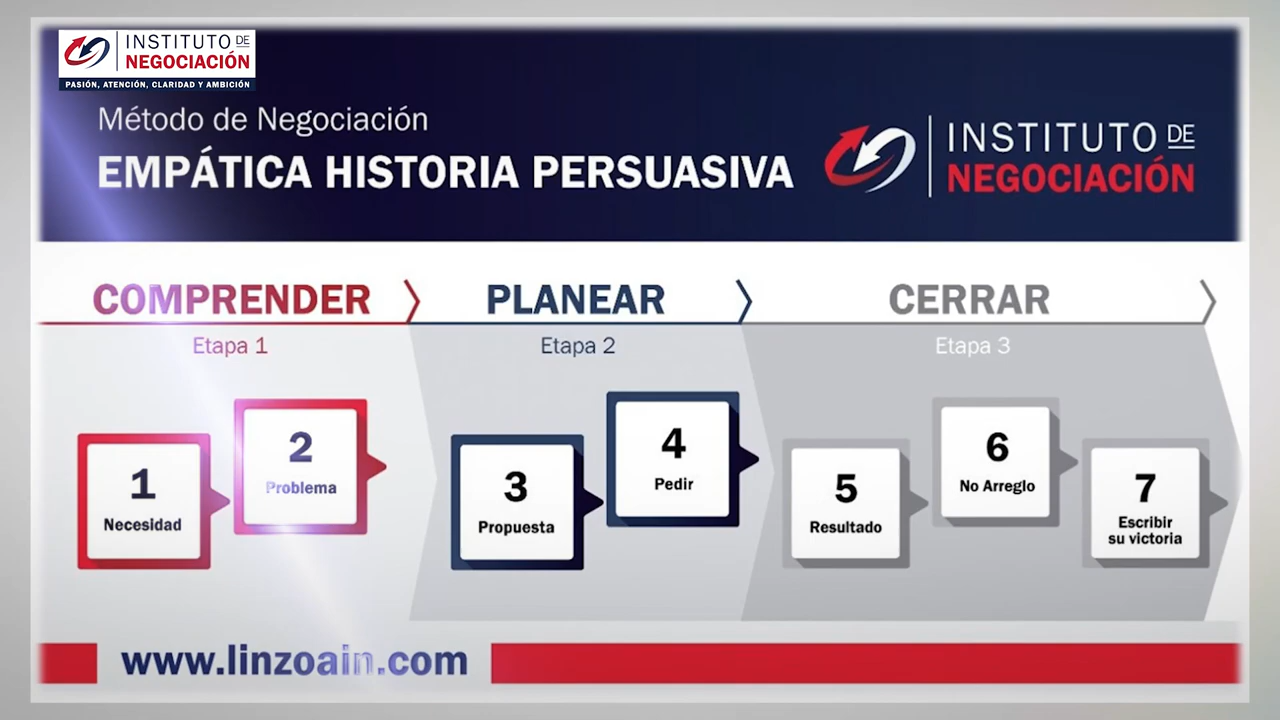 INSTITUTO DE
NEGOCIACIÓN
PASIÓN, ATENCIÓN, CLARIDAD Y AMBICIÓN
Método de Negociación
EMPÁTICA HISTORIA PERSUASIVA
INSTITUTO DE
NEGOCIACIÓN
COMPRENDER
Etapa 1
PLANEAR
Etapa 2
CERRAR
Etapa 3
1
Necesidad
2
Problema
3
Propuesta
4
Pedir
5
Resultado
6
No Arreglo
7
Escribir
su victoria
www.linzoain.com